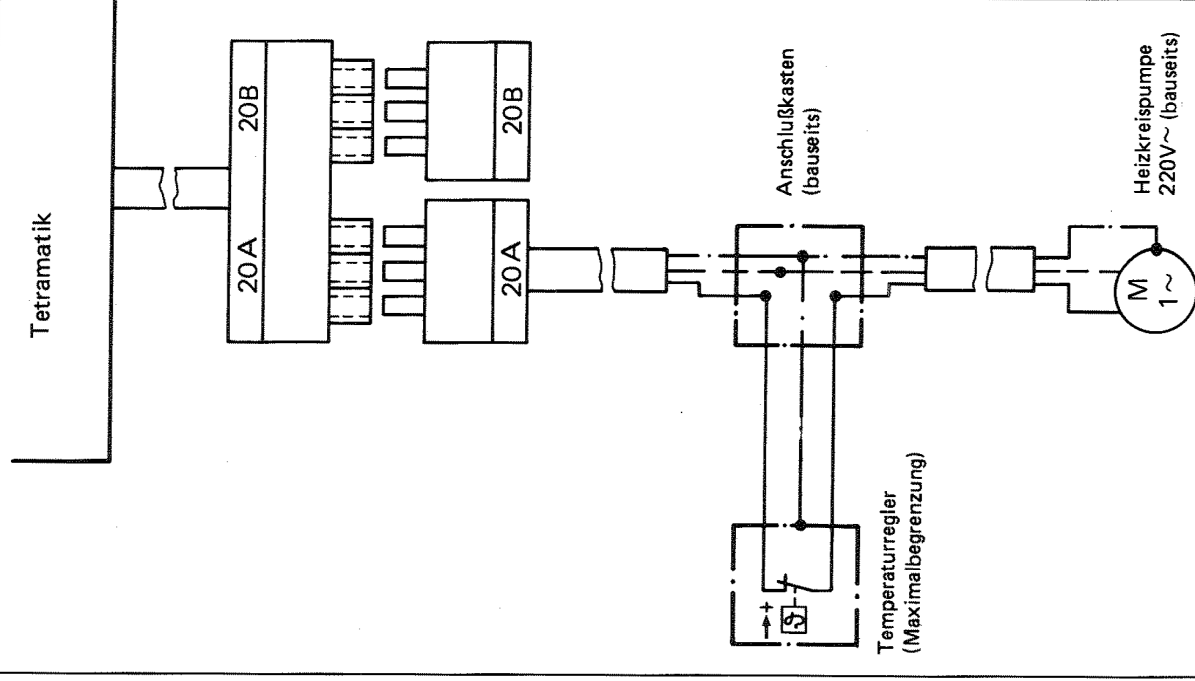 Tetramatik
20A
20B
20A
20B
Anschlußkasten
(bauseits)
Temperaturregler
(Maximalbegrenzung)
+
ϑ
Heizkreispumpe
220V~ (bauseits)
M
1~